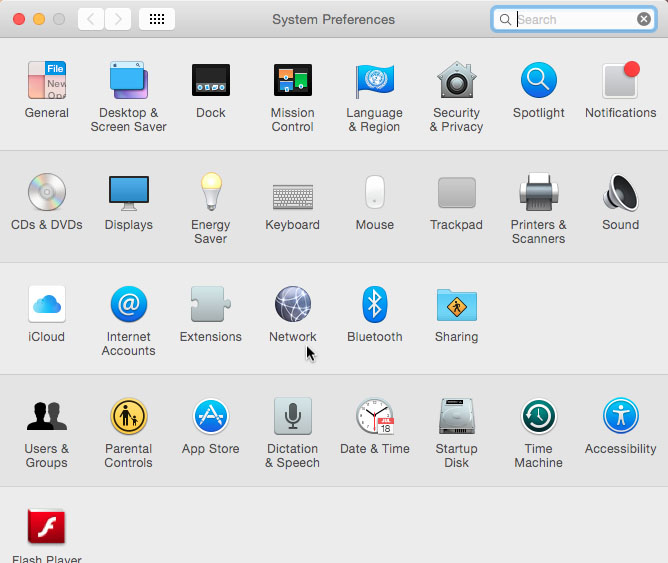 System Preferences
Search
File
New
Ope
General
Desktop &
Screen Saver
Dock
Mission
Control
Language
& Region
Security
& Privacy
Spotlight
Notifications
CDs & DVDs
Displays
Energy
Saver
Keyboard
Mouse
Trackpad
Printers &
Scanners
Sound
iCloud
@
Internet
Accounts
Extensions
Network
Bluetooth
Sharing
Users &
Groups
Parental
Controls
App Store
Dictation
& Speech
JUL
18
Date & Time
Startup
Disk
Time
Machine
Accessibility
Flash Player